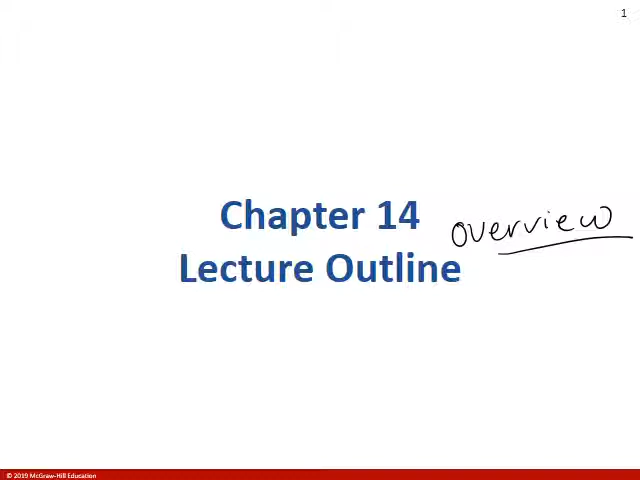 1
Chapter 14
overview
Lecture Outline
© 2019 McGraw-Hill Education